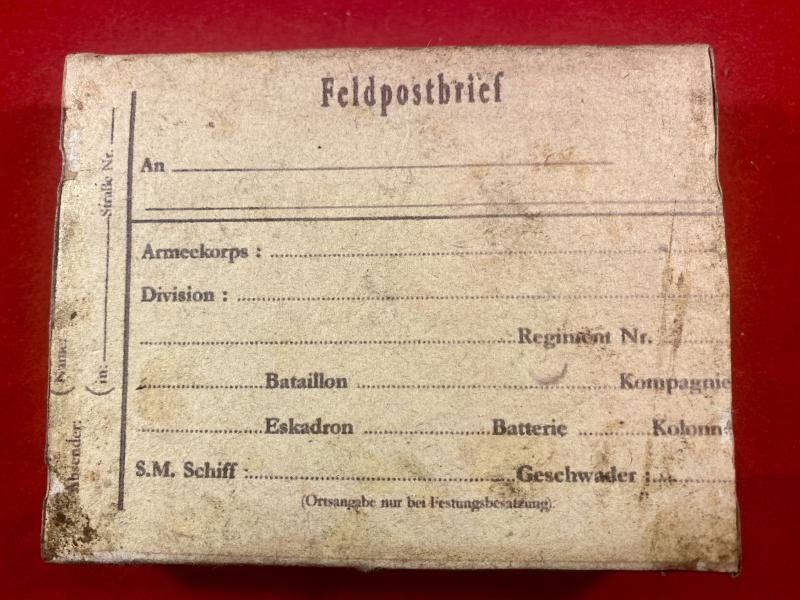 Feldpostbrief
An
Armeekorps :
Division :
Regiment Nr.
Bataillon Kompagnie
Eskadron Batterie Kolonne
S.M. Schiff : Geschwader :
(Ortsangabe nur bei Festungsbesatzung).
Absender:
(Name:
(in: Straße Nr.